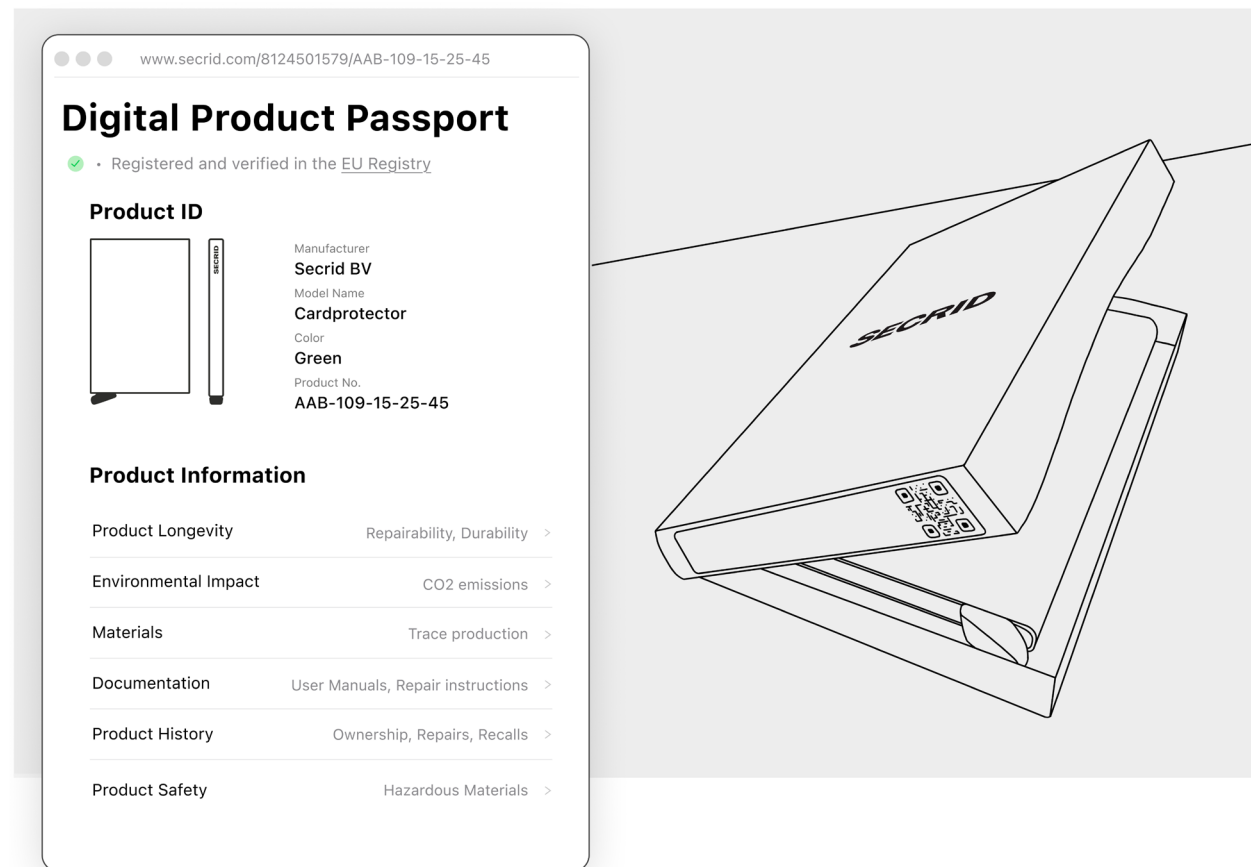 www.secrid.com/8124501579/AAB-109-15-25-45
Digital Product Passport
• Registered and verified in the EU Registry
Product ID
SECRID
Manufacturer
Secrid BV
Model Name
Cardprotector
Color
Green
Product No.
AAB-109-15-25-45
Product Information
Product Longevity Repairability, Durability >
Environmental Impact CO2 emissions >
Materials Trace production >
Documentation User Manuals, Repair instructions >
Product History Ownership, Repairs, Recalls >
Product Safety Hazardous Materials >
SECRID